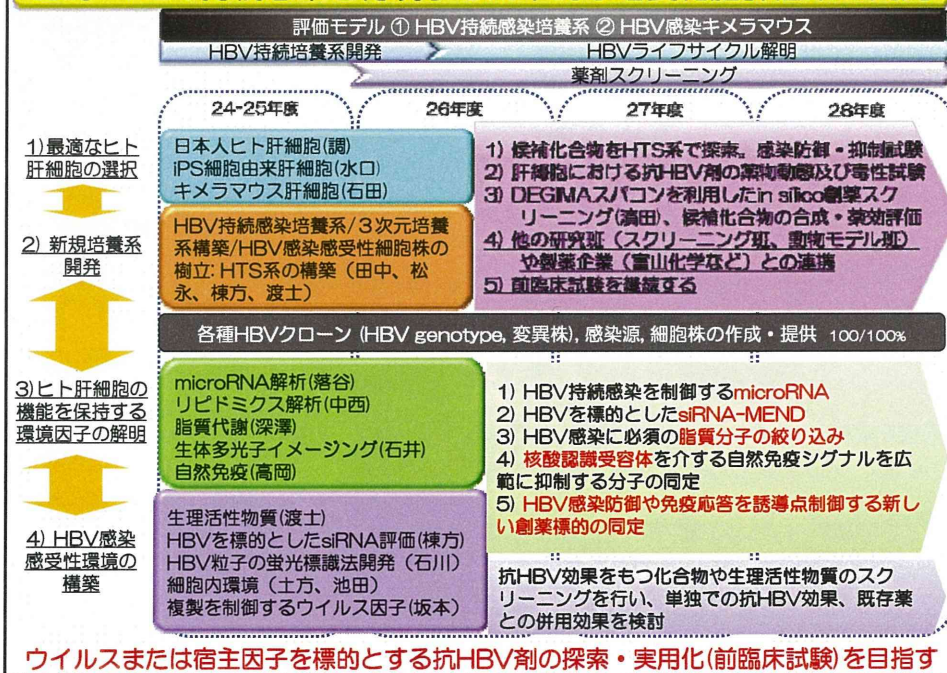 評価モデル ① HBV持続感染培養系 ② HBV感染キメラマウス
HBV持続培養系開発
HBVライフサイクル解明
薬剤スクリーニング
24-25年度
26年度
27年度
28年度
1)最適なヒト
肝細胞の選択
2) 新規培養系
開発
3)ヒト肝細胞の
機能を保持する
環境因子の解明
4) HBV感染
感受性環境の
構築
日本人ヒト肝細胞(調)
iPS細胞由来肝細胞(水口)
キメラマウス肝細胞(石田)
HBV持続感染培養系/3次元培養
系構築/HBV感染感受性細胞株の
樹立: HTS系の構築（田中、松
永、棟方、渡士）
1) 候補化合物をHTS系で探索。感染防御・抑制試験
2) 肝細胞における抗HBV剤の薬物動態及び毒性試験
3) DEGIMAスパコンを利用したin silico創薬スク
リーニング(濵田)、候補化合物の合成・薬効評価
4) 他の研究班（スクリーニング班、動物モデル班）
や製薬企業（富山化学など）との連携
5) 前臨床試験を継続する
各種HBVクローン (HBV genotype, 変異株), 感染源, 細胞株の作成・提供 100/100%
microRNA解析(落谷)
リピドミクス解析(中西)
脂質代謝(深澤)
生体多光子イメージング(石井)
自然免疫(高岡)
1) HBV持続感染を制御するmicroRNA
2) HBVを標的としたsiRNA-MEND
3) HBV感染に必須の脂質分子の絞り込み
4) 核酸認識受容体を介する自然免疫シグナルを広
範に抑制する分子の同定
5) HBV感染防御や免疫応答を誘導点制御する新し
い創薬標的の同定
生理活性物質(渡士)
HBVを標的としたsiRNA評価(棟方)
HBV粒子の蛍光標識法開発（石川）
細胞内環境（土方、池田）
複製を制御するウイルス因子(坂本)
抗HBV効果をもつ化合物や生理活性物質のスク
リーニングを行い、単独での抗HBV効果、既存薬
との併用効果を検討
ウイルスまたは宿主因子を標的とする抗HBV剤の探索・実用化(前臨床試験)を目指す